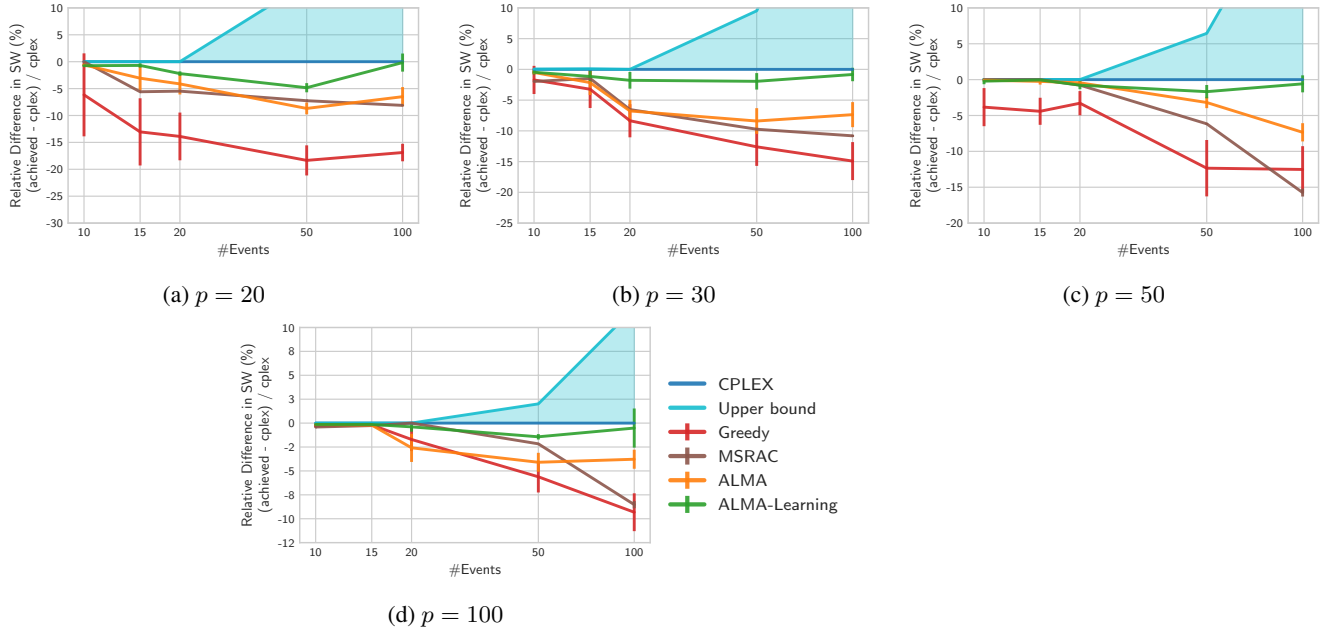 Relative Difference in SW (%)
(achieved - cplex) / cplex
10
5
0
-5
-10
-15
-20
-25
-30
10 15 20 50 100
#Events
(a) p = 20
Relative Difference in SW (%)
(achieved - cplex) / cplex
10
5
0
-5
-10
-15
-20
-25
10 15 20 50 100
#Events
(b) p = 30
Relative Difference in SW (%)
(achieved - cplex) / cplex
10
5
0
-5
-10
-15
-20
10 15 20 50 100
#Events
(c) p = 50
Relative Difference in SW (%)
(achieved - cplex) / cplex
10
8
5
3
0
-2
-5
-8
-10
-12
10 15 20 50 100
#Events
CPLEX
Upper bound
Greedy
MSRAC
ALMA
ALMA-Learning
(d) p = 100